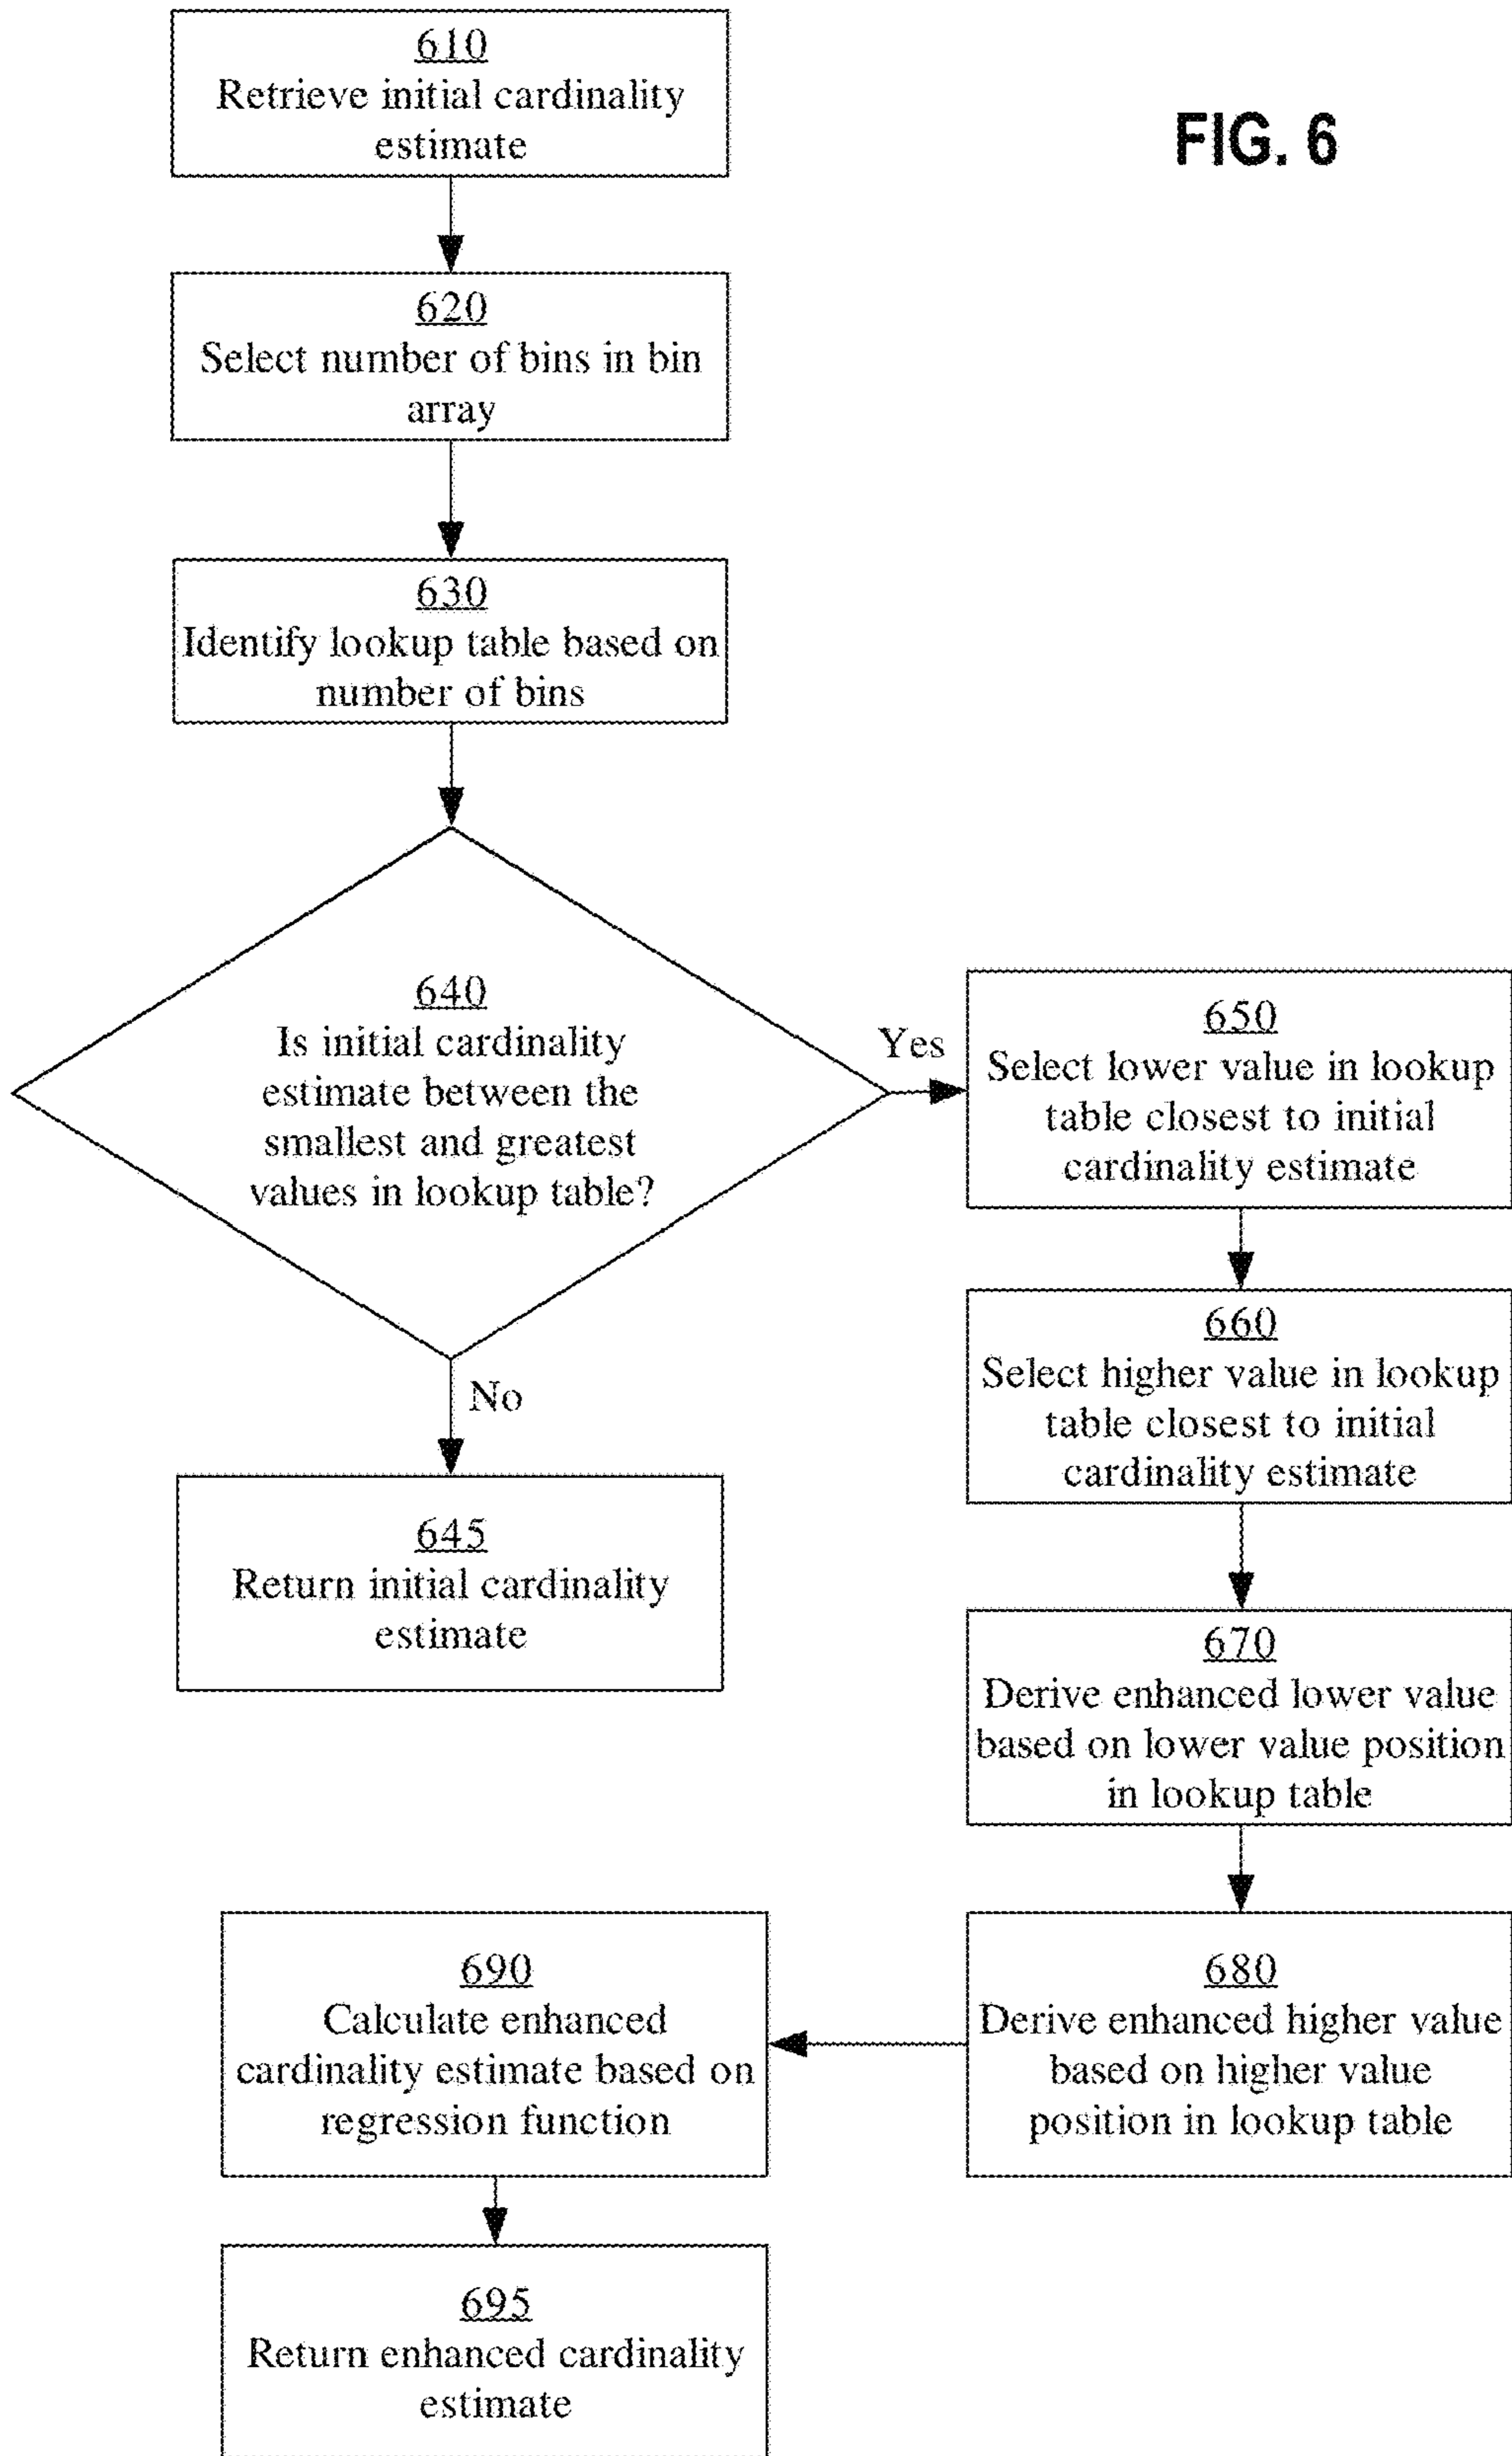 610
Retrieve initial cardinality
estimate
FIG. 6
620
Select number of bins in bin
array
630
Identify lookup table based on
number of bins
640
Is initial cardinality
estimate between the
smallest and greatest
values in lookup table?
Yes
No
645
Return initial cardinality
estimate
650
Select lower value in lookup
table closest to initial
cardinality estimate
660
Select higher value in lookup
table closest to initial
cardinality estimate
670
Derive enhanced lower value
based on lower value position
in lookup table
680
Derive enhanced higher value
based on higher value
position in lookup table
690
Calculate enhanced
cardinality estimate based on
regression function
695
Return enhanced cardinality
estimate